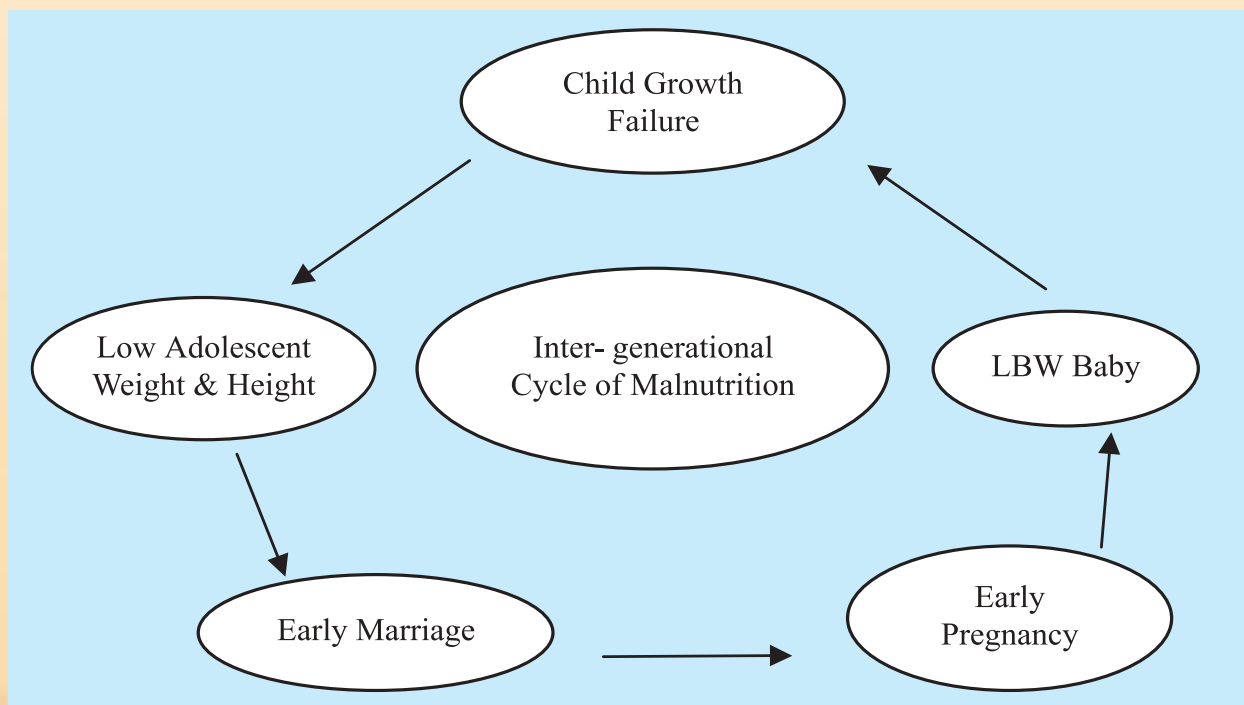 Child Growth
Failure
Low Adolescent
Weight & Height
Inter- generational
Cycle of Malnutrition
LBW Baby
Early Marriage
Early
Pregnancy